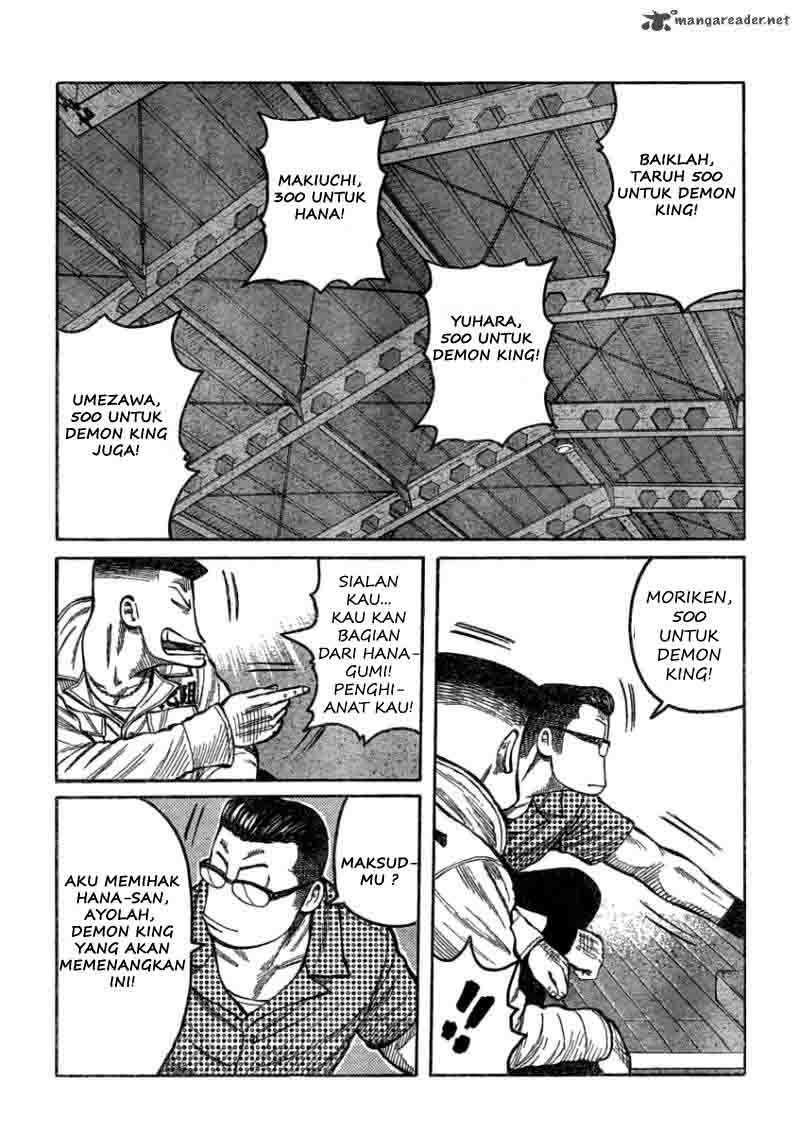 mangareader.net
BAIKLAH,
TARUH 500
UNTUK DEMON
KING!
MAKIUCHI,
300 UNTUK
HANA!
YUHARA,
500 UNTUK
DEMON KING!
UMEZAWA,
500 UNTUK
DEMON KING
JUGA!
MORIKEN,
500
UNTUK
DEMON
KING!
!!
SIALAN
KAU...
KAU KAN
BAGIAN
DARI HANA-
GUMI!
PENGHI-
ANAT KAU!
MAKSUD-
MU ?
AKU MEMIHAK
HANA-SAN,
AYOLAH,
DEMON KING
YANG AKAN
MEMENANGKAN
INI!